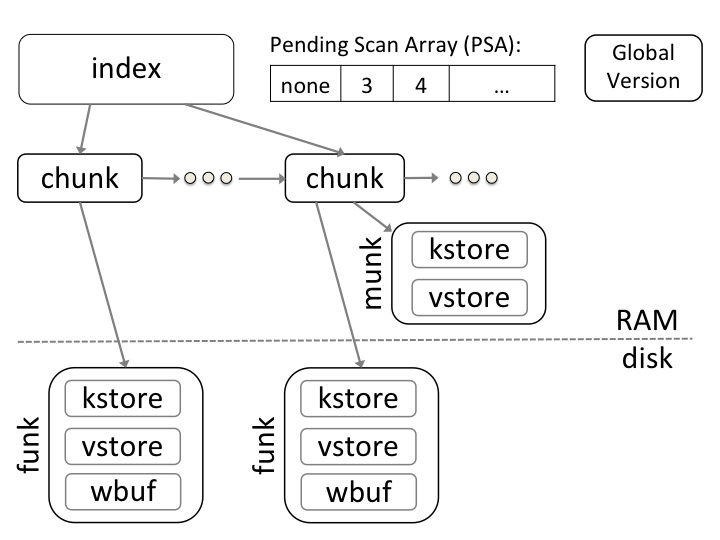 index
Pending Scan Array (PSA):
none 3 4 ...
Global
Version
chunk
chunk
munk
kstore
vstore
RAM
disk
funk
kstore
vstore
wbuf
funk
kstore
vstore
wbuf